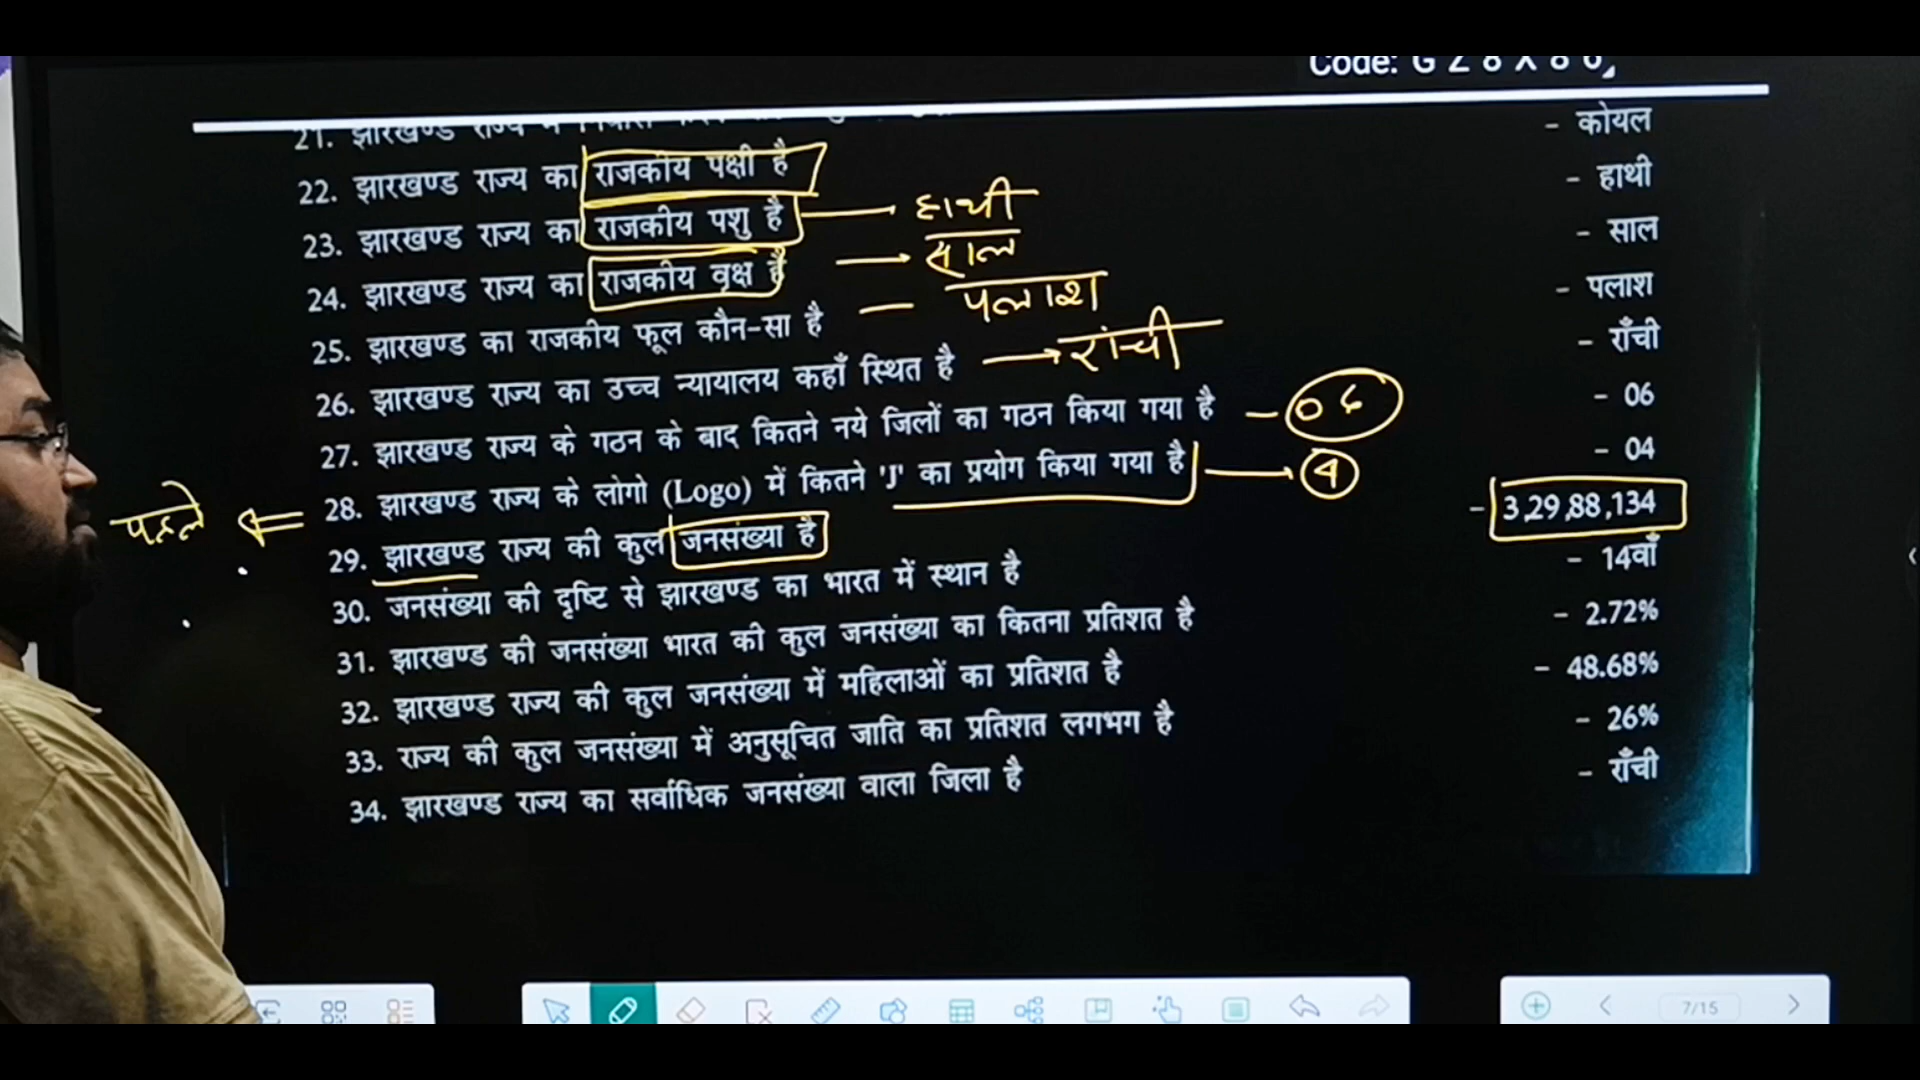 Code: G Z 8 X 8 6
21. झारखण्ड राज्य में
22. झारखण्ड राज्य का राजकीय पक्षी है - कोयल
23. झारखण्ड राज्य का राजकीय पशु है हाथी - हाथी
24. झारखण्ड राज्य का राजकीय वृक्ष है साल - साल
25. झारखण्ड का राजकीय फूल कौन-सा है पलाश - पलाश
26. झारखण्ड राज्य का उच्च न्यायालय कहाँ स्थित है रांची - राँची
27. झारखण्ड राज्य के गठन के बाद कितने नये जिलों का गठन किया गया है - 06 - 06
28. झारखण्ड राज्य के लोगो (Logo) में कितने 'J' का प्रयोग किया गया है 4 - 04
पहले
29. झारखण्ड राज्य की कुल जनसंख्या है - 3,29,88,134
30. जनसंख्या की दृष्टि से झारखण्ड का भारत में स्थान है - 14वाँ
31. झारखण्ड की जनसंख्या भारत की कुल जनसंख्या का कितना प्रतिशत है - 2.72%
32. झारखण्ड राज्य की कुल जनसंख्या में महिलाओं का प्रतिशत है - 48.68%
33. राज्य की कुल जनसंख्या में अनुसूचित जाति का प्रतिशत लगभग है - 26%
34. झारखण्ड राज्य का सर्वाधिक जनसंख्या वाला जिला है - राँची
7/15